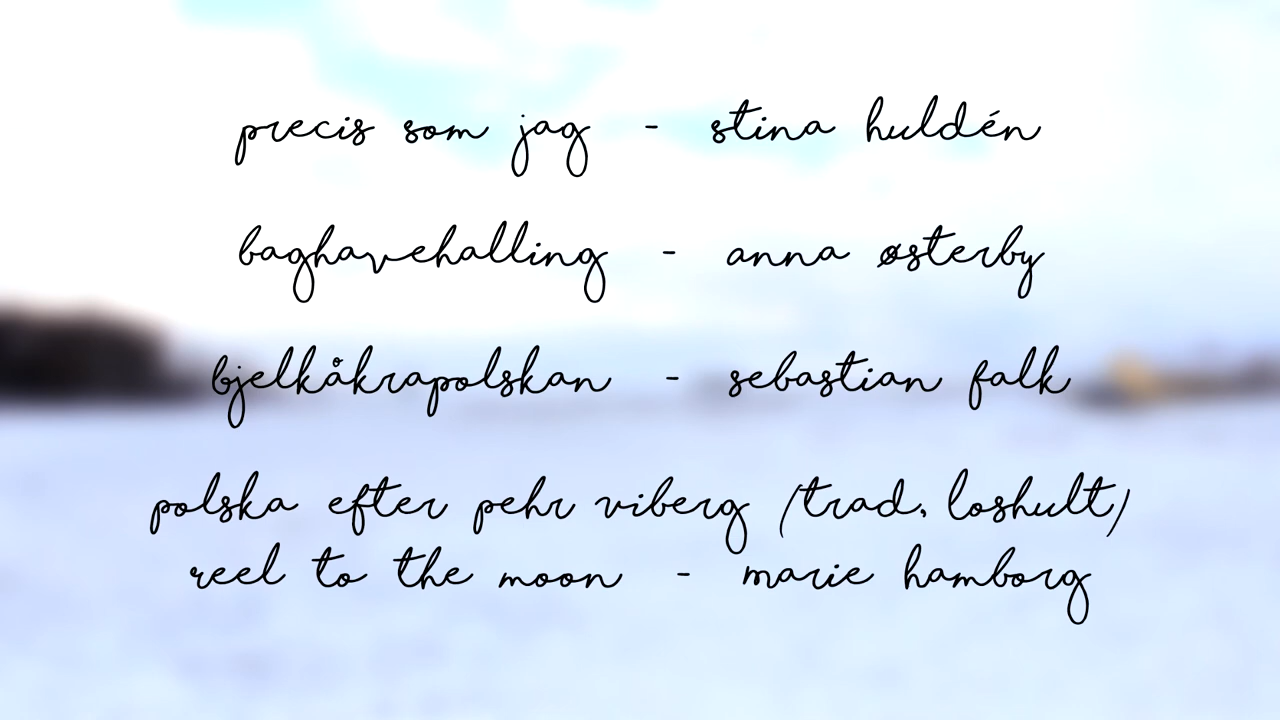 precis som jag - stina huldén
baghavehalling - anna østerby
bjelkåkrapolskan - sebastian falk
polska efter pehr viberg (trad, loshult)
reel to the moon - marie hamborg